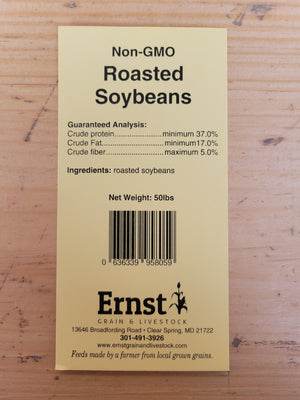 Non-GMO
Roasted
Soybeans
Guaranteed Analysis:
Crude protein........................minimum 37.0%
Crude Fat..............................minimum17.0%
Crude fiber...........................maximum 5.0%
Ingredients: roasted soybeans
Net Weight: 50lbs
0 636339 958059
Ernst
GRAIN & LIVESTOCK
13646 Broadfording Road • Clear Spring, MD 21722
301-491-3926
www.ernstgrainandlivestock.com
Feeds made by a farmer from local grown grains.